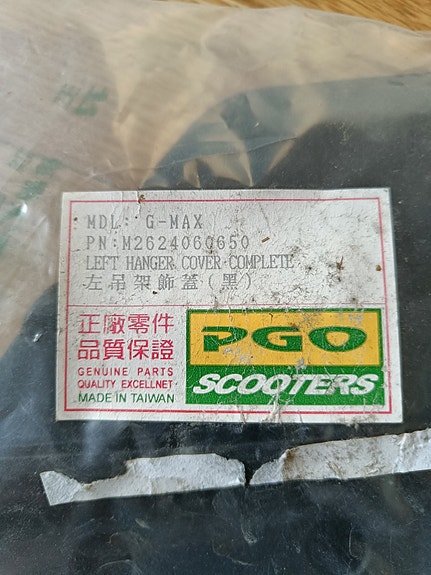 MDL: G-MAX
PN:M2624060650
LEFT HANGER COVER COMPLETE
左吊架飾蓋(黑)
正廠零件
品質保證
GENUINE PARTS
QUALITY EXCELLNET
MADE IN TAIWAN
PGO
SCOOTERS